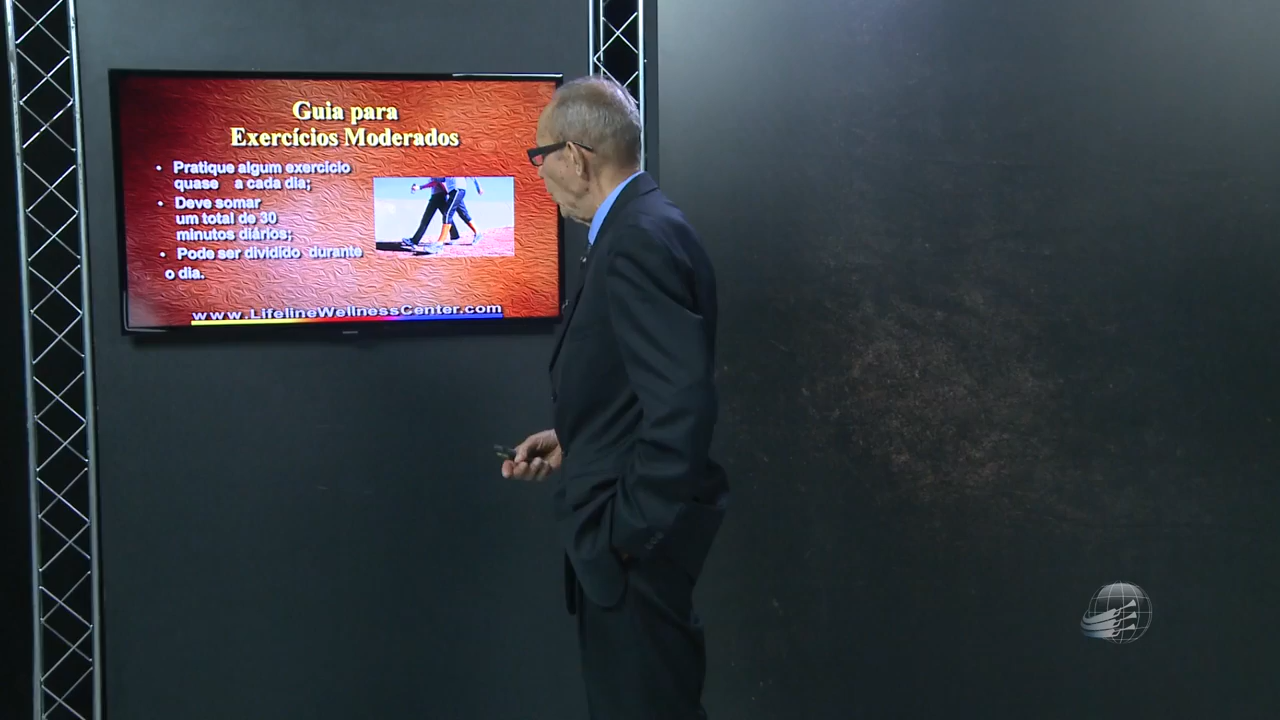 Guia para
Exercícios Moderados
• Pratique algum exercício
quase a cada dia;
• Deve somar
um total de 30
minutos diários;
• Pode ser dividido durante
o dia.
www.LifelineWellnessCenter.com